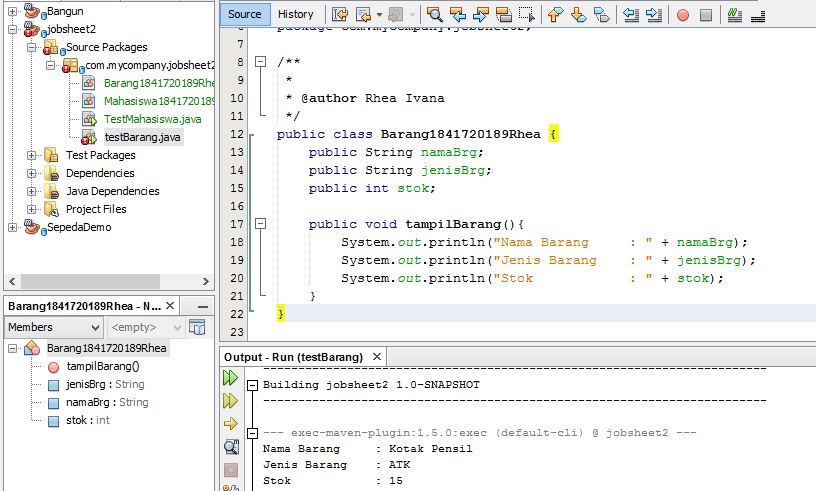 Bangun
jobsheet2
Source Packages
com.mycompany.jobsheet2
Barang1841720189Rhe
Mahasiswa1841720189
TestMahasiswa.java
testBarang.java
Test Packages
Dependencies
Java Dependencies
Project Files
SepedaDemo
Barang1841720189Rhea - N...
Members
<empty>
Barang1841720189Rhea
tampilBarang()
jenisBrg : String
namaBrg : String
stok : int
Source History
6 package com.mycompany.jobsheet2;
7
8 /**
9 *
10 * @author Rhea Ivana
11 */
12 public class Barang1841720189Rhea {
13 public String namaBrg;
14 public String jenisBrg;
15 public int stok;
16
17 public void tampilBarang(){
18 System.out.println("Nama Barang : " + namaBrg);
19 System.out.println("Jenis Barang : " + jenisBrg);
20 System.out.println("Stok : " + stok);
21 }
22 }
23
Output - Run (testBarang)
------------------------------------------------------------------------
Building jobsheet2 1.0-SNAPSHOT
------------------------------------------------------------------------
--- exec-maven-plugin:1.5.0:exec (default-cli) @ jobsheet2 ---
Nama Barang : Kotak Pensil
Jenis Barang : ATK
Stok : 15